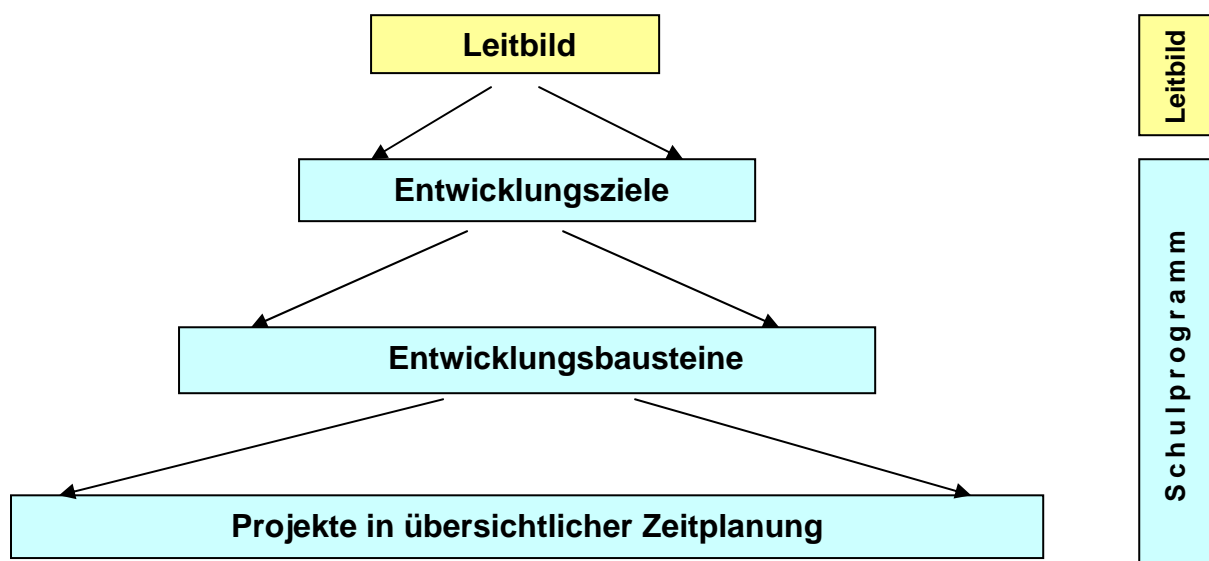 Leitbild
Entwicklungsziele
Entwicklungsbausteine
Projekte in übersichtlicher Zeitplanung
Leitbild
Schulprogramm